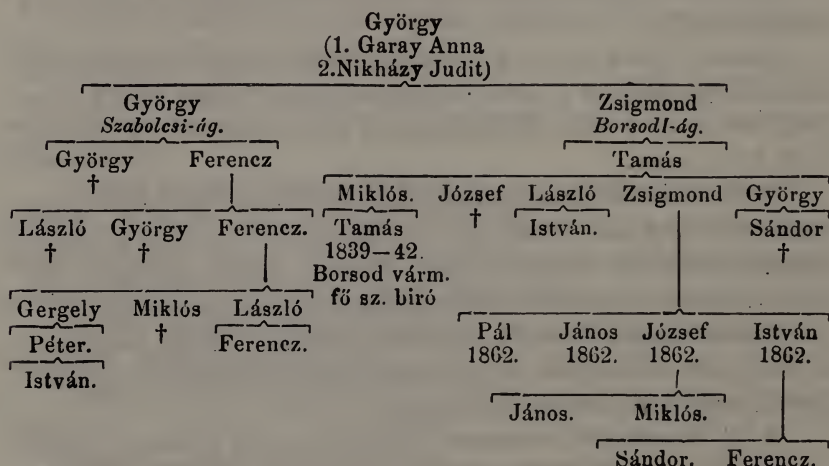 György
(1. Garay Anna
2.Nikházy Judit)
György Zsigmond
Szabolcsi-ág. Borsodl-ág.
György Ferencz Tamás
†
Miklós. József László Zsigmond György
†
László György Ferencz. Tamás István. Sándor
† † 1839—42. †
Borsod várm.
fő sz. biró
Gergely Miklós László
†
Péter. Ferencz.
István.
Pál János József István
1862. 1862. 1862. 1862.
János. Miklós.
Sándor. Ferencz.